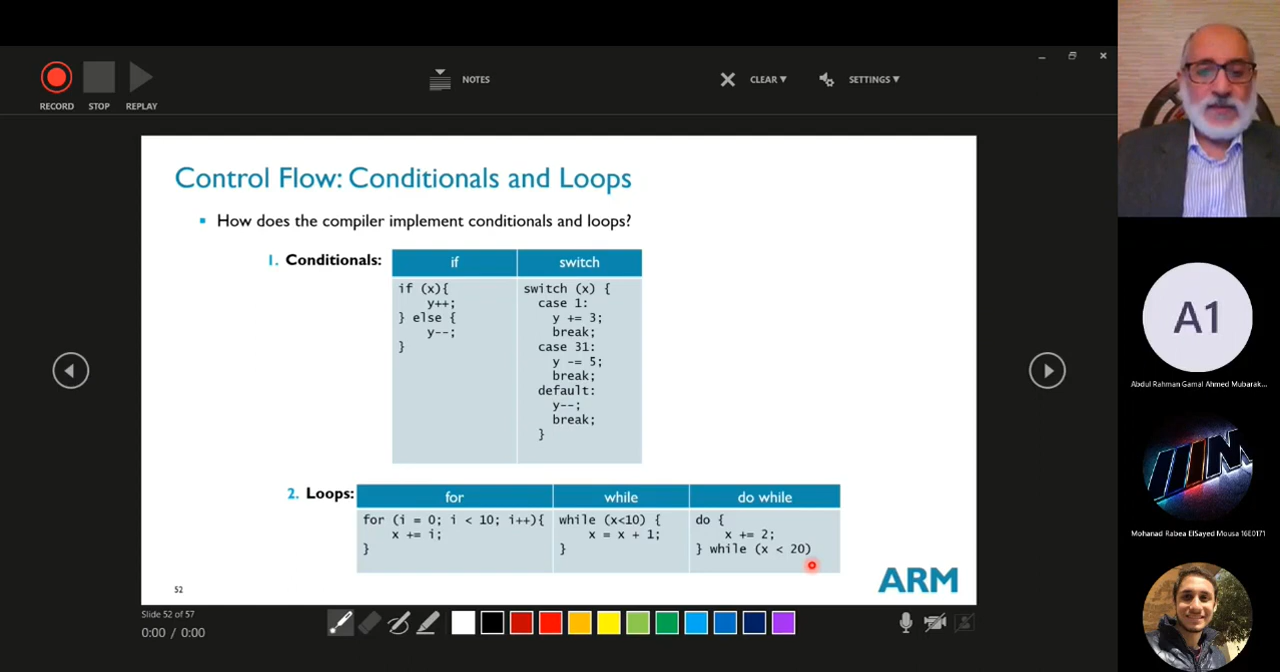 RECORD
STOP
REPLAY
NOTES
CLEAR
SETTINGS
Control Flow: Conditionals and Loops
How does the compiler implement conditionals and loops?
1. Conditionals:
if
switch
if (x){
y++;
} else {
y--;
}
switch (x) {
case 1:
y += 3;
break;
case 31:
y -= 5;
break;
default:
y--;
break;
}
2. Loops:
for
while
do while
for (i = 0; i < 10; i++){
x += i;
}
while (x<10) {
x = x + 1;
}
do {
x += 2;
} while (x < 20)
52
ARM
Slide 52 of 57
0:00 / 0:00
A1
Abdul Rahman Gamal Ahmed Mubarak...
M
Mohanad Rabea ElSayed Mousa 16E0171